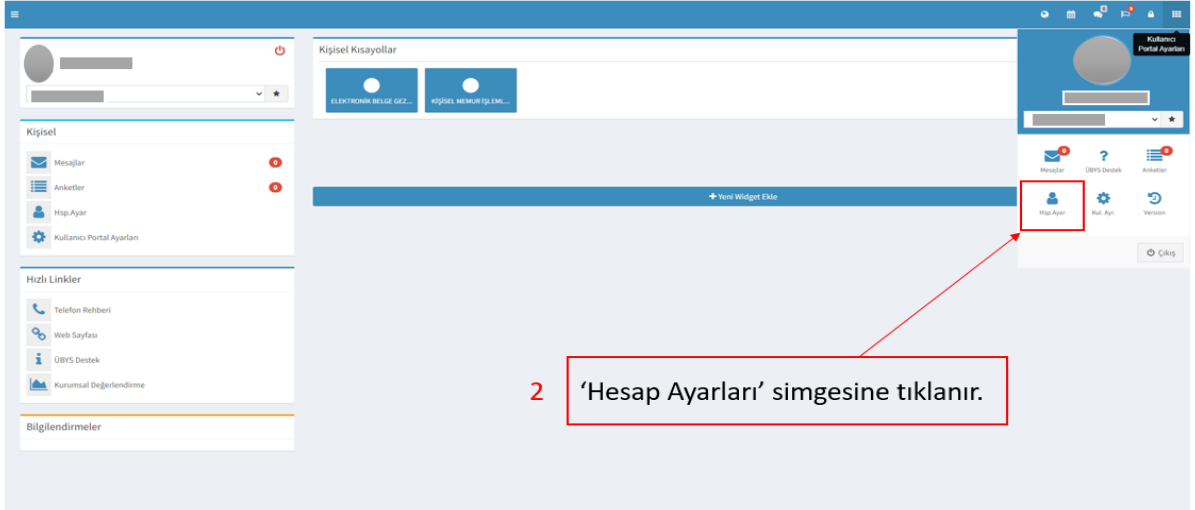 0
9
Kullanıcı
Portal Ayarları
Kişisel Kısayollar
ELEKTRONİK BELGE GEZ...
KİŞİSEL MEMUR İŞLEML...
Kişisel
Mesajlar
0
Anketler
0
Hsp.Ayar
Kullanıcı Portal Ayarları
+ Yeni Widget Ekle
0
Mesajlar
?
ÜBYS Destek
0
Anketler
Hsp.Ayar
Kul. Ayr.
Version
Çıkış
Hızlı Linkler
Telefon Rehberi
Web Sayfası
ÜBYS Destek
Kurumsal Değerlendirme
Bilgilendirmeler
2
‘Hesap Ayarları’ simgesine tıklanır.